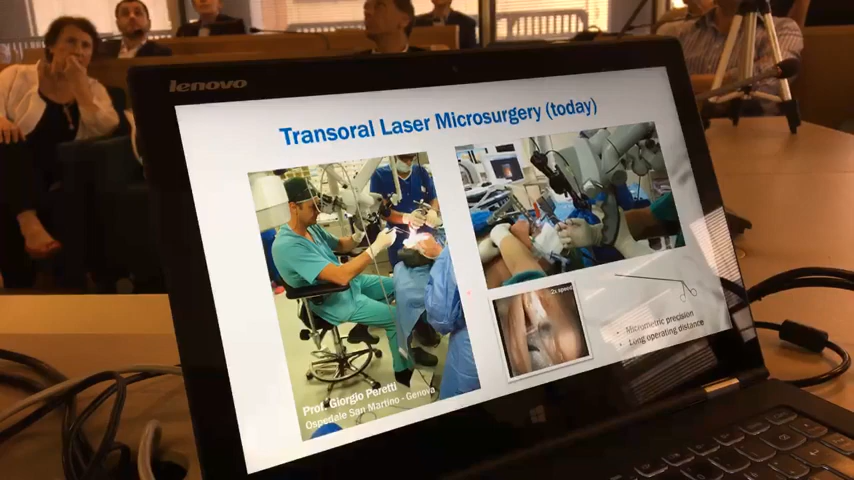 lenovo
Transoral Laser Microsurgery (today)
2x speed
Prof. Giorgio Peretti
Ospedale San Martino - Genova
• Micrometric precision
• Long operating distance